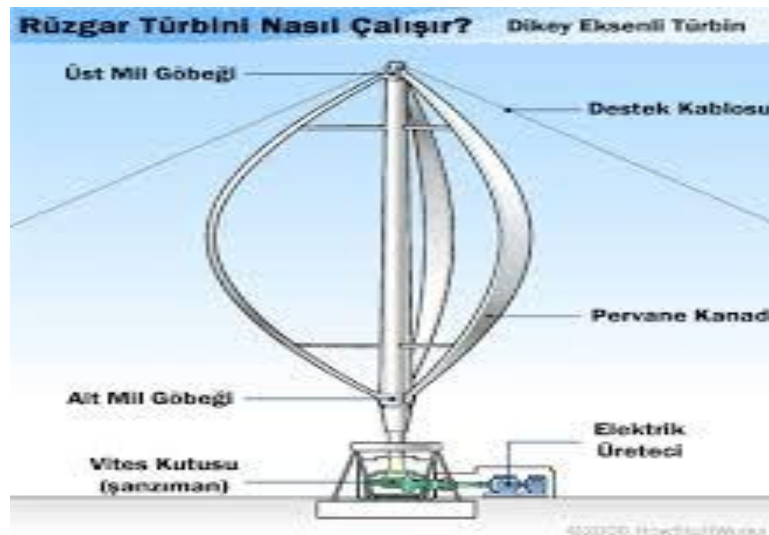 Rüzgar Türbini Nasıl Çalışır?
Dikey Eksenli Türbin
Üst Mil Göbeği
Destek Kablosu
Pervane Kanad
Alt Mil Göbeği
Elektrik
Üreteci
Vites Kutusu
(şanzıman)